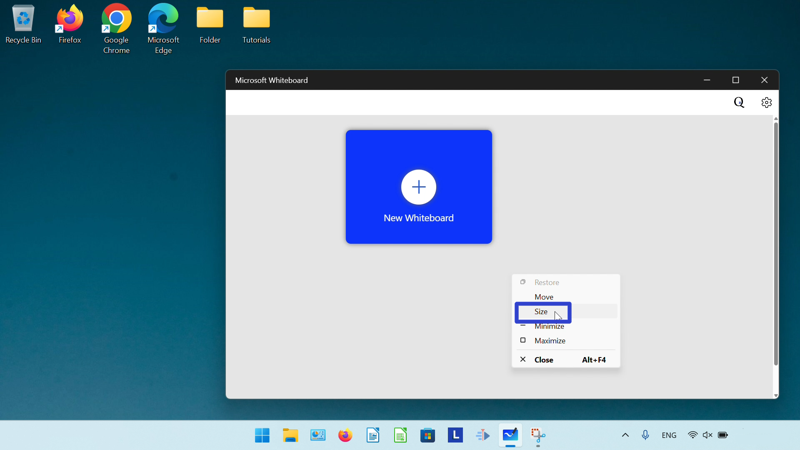 Recycle Bin
Firefox
Google
Chrome
Microsoft
Edge
Folder
Tutorials
Microsoft Whiteboard
New Whiteboard
Restore
Move
Size
Minimize
Maximize
Close Alt+F4
L
ENG